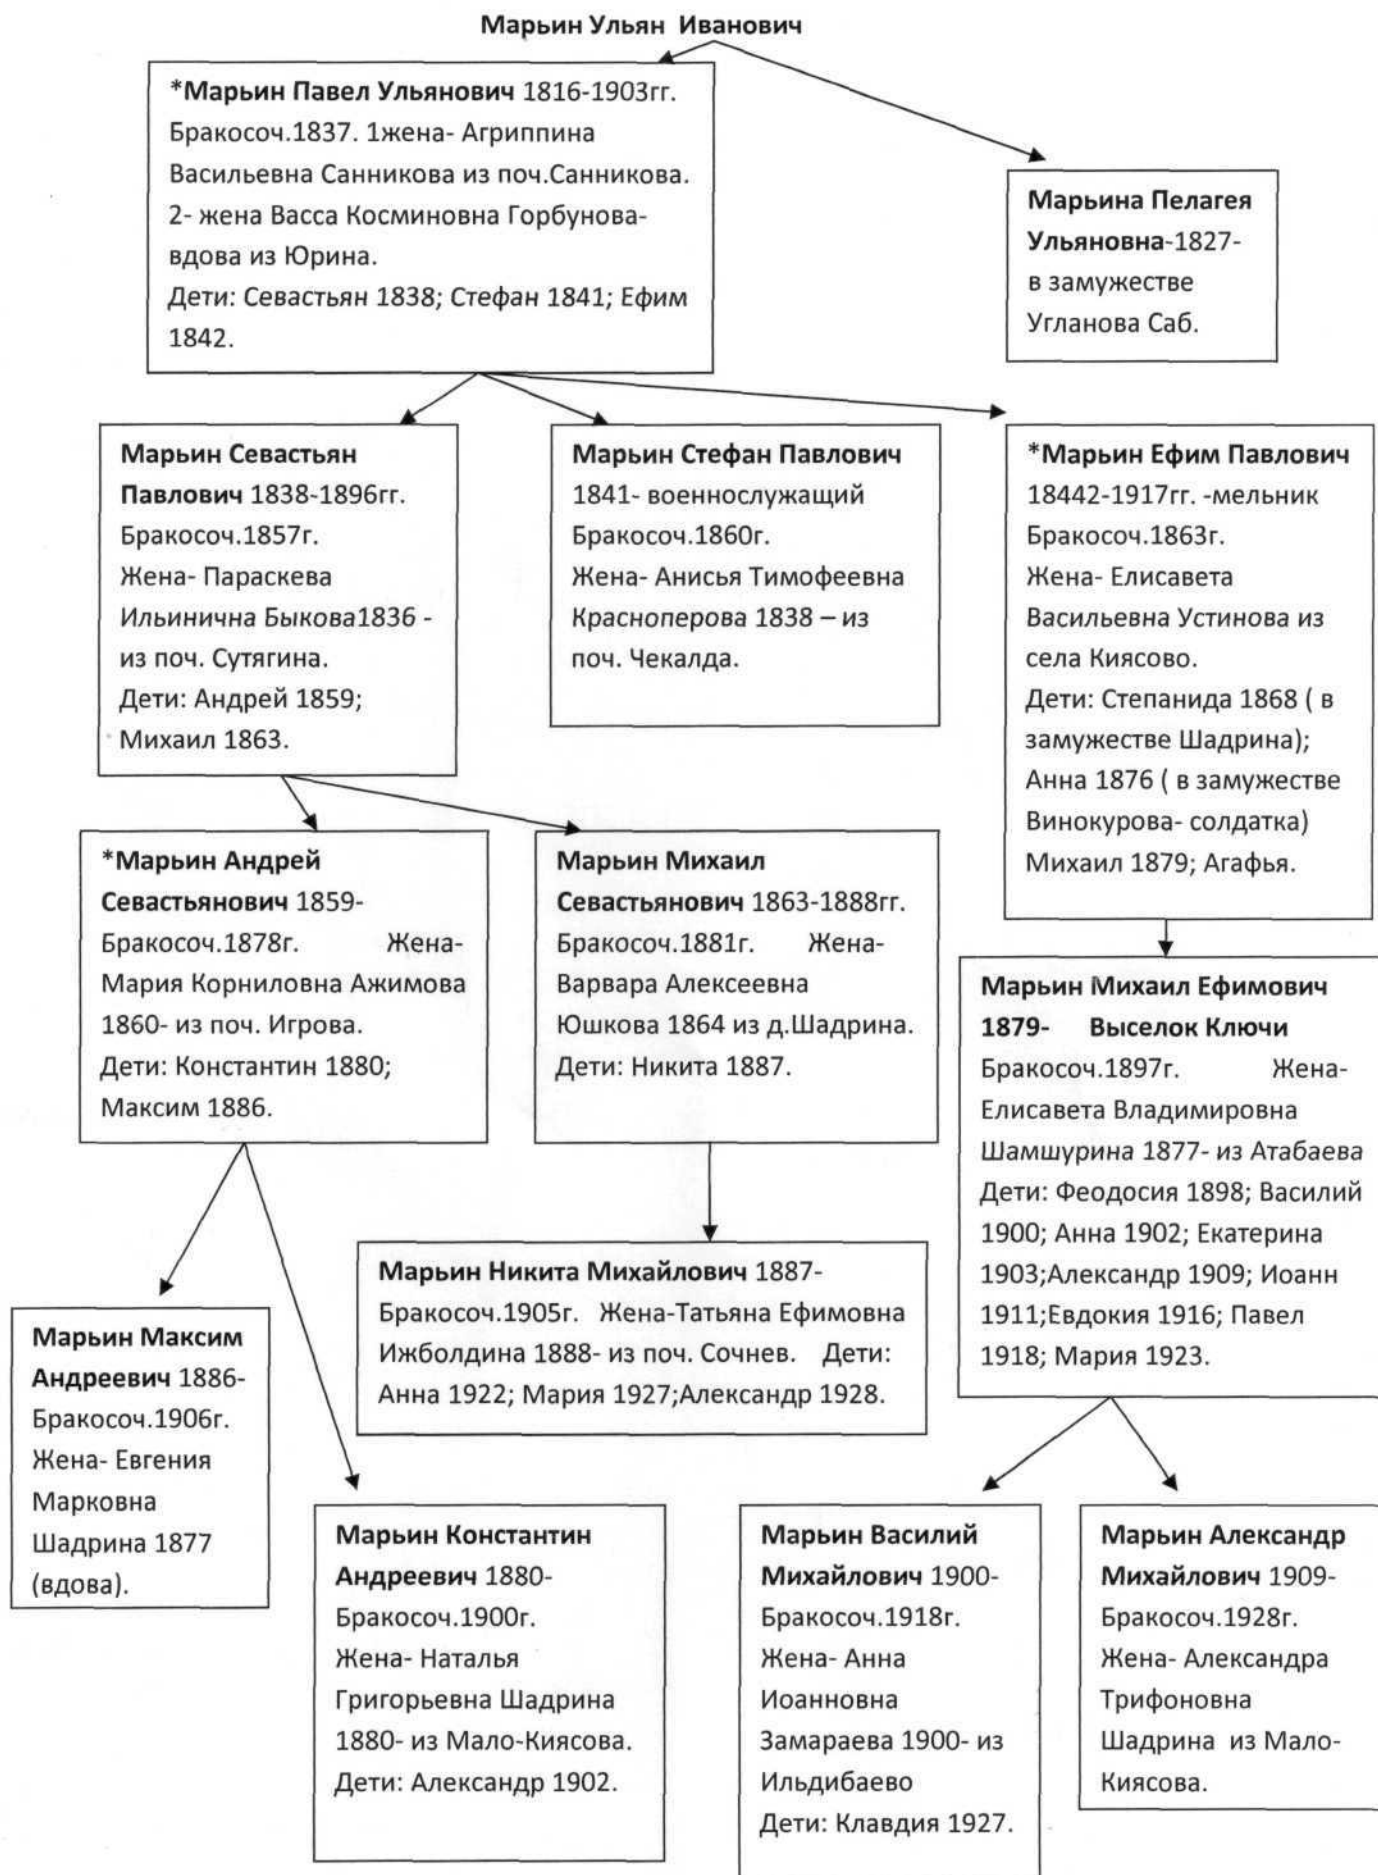 Марьин Ульян  Иванович
*Марьин Павел Ульянович 1816-1903гг.
Бракосоч.1837. 1жена- Агриппина
Васильевна Санникова из поч.Санникова.
2- жена Васса Косминовна Горбунова-
вдова из Юрина.
Дети: Севастьян 1838; Стефан 1841; Ефим
1842.
Марьина Пелагея
Ульяновна-1827-
в замужестве
Угланова Саб.
Марьин Севастьян
Павлович 1838-1896гг.
Бракосоч.1857г.
Жена- Параскева
Ильинична Быкова1836 -
из поч. Сутягина.
Дети: Андрей 1859;
Михаил 1863.
Марьин Стефан Павлович
1841- военнослужащий
Бракосоч.1860г.
Жена- Анисья Тимофеевна
Красноперова 1838 – из
поч. Чекалда.
*Марьин Ефим Павлович
18442-1917гг. -мельник
Бракосоч.1863г.
Жена- Елисавета
Васильевна Устинова из
села Киясово.
Дети: Степанида 1868 ( в
замужестве Шадрина);
Анна 1876 ( в замужестве
Винокурова- солдатка)
Михаил 1879; Агафья.
*Марьин Андрей
Севастьянович 1859-
Бракосоч.1878г. Жена-
Мария Корниловна Ажимова
1860- из поч. Игрова.
Дети: Константин 1880;
Максим 1886.
Марьин Михаил
Севастьянович 1863-1888гг.
Бракосоч.1881г. Жена-
Варвара Алексеевна
Юшкова 1864 из д.Шадрина.
Дети: Никита 1887.
Марьин Михаил Ефимович
1879- Выселок Ключи
Бракосоч.1897г. Жена-
Елисавета Владимировна
Шамшурина 1877- из Атабаева
Дети: Феодосия 1898; Василий
1900; Анна 1902; Екатерина
1903;Александр 1909; Иоанн
1911;Евдокия 1916; Павел
1918; Мария 1923.
Марьин Никита Михайлович 1887-
Бракосоч.1905г. Жена-Татьяна Ефимовна
Ижболдина 1888- из поч. Сочнев. Дети:
Анна 1922; Мария 1927;Александр 1928.
Марьин Максим
Андреевич 1886-
Бракосоч.1906г.
Жена- Евгения
Марковна
Шадрина 1877
(вдова).
Марьин Константин
Андреевич 1880-
Бракосоч.1900г.
Жена- Наталья
Григорьевна Шадрина
1880- из Мало-Киясова.
Дети: Александр 1902.
Марьин Василий
Михайлович 1900-
Бракосоч.1918г.
Жена- Анна
Иоанновна
Замараева 1900- из
Ильдибаево
Дети: Клавдия 1927.
Марьин Александр
Михайлович 1909-
Бракосоч.1928г.
Жена- Александра
Трифоновна
Шадрина  из Мало-
Киясова.